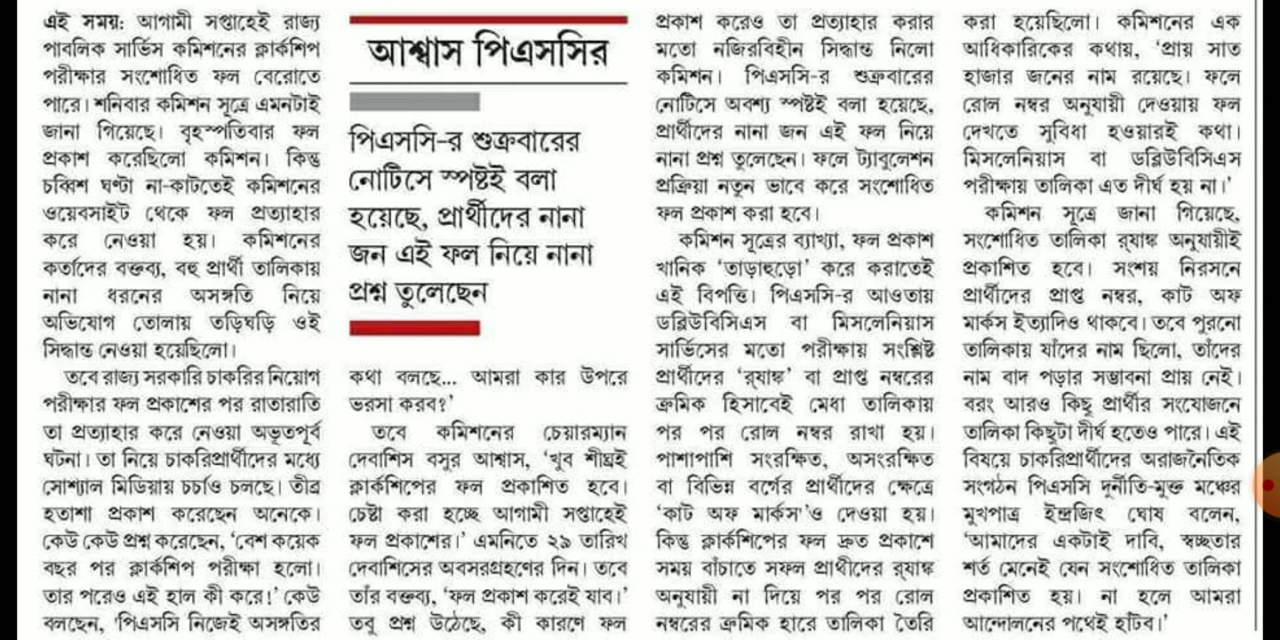 এই সময়: আগামী সপ্তাহেই রাজ্য
পাবলিক সার্ভিস কমিশনের ক্লার্কশিপ
পরীক্ষার সংশোধিত ফল বেরোতে
পারে। শনিবার কমিশন সূত্রে এমনটাই
জানা গিয়েছে। বৃহস্পতিবার ফল
প্রকাশ করেছিলো কমিশন। কিন্তু
চব্বিশ ঘণ্টা না-কাটতেই কমিশনের
ওয়েবসাইট থেকে ফল প্রত্যাহার
করে নেওয়া হয়। কমিশনের
কর্তাদের বক্তব্য, বহু প্রার্থী তালিকায়
নানা ধরনের অসঙ্গতি নিয়ে
অভিযোগ তোলায় তড়িঘড়ি ওই
সিদ্ধান্ত নেওয়া হয়েছিলো।
তবে রাজ্য সরকারি চাকরির নিয়োগ
পরীক্ষার ফল প্রকাশের পর রাতারাতি
তা প্রত্যাহার করে নেওয়া অভূতপূর্ব
ঘটনা। তা নিয়ে চাকরিপ্রার্থীদের মধ্যে
সোশ্যাল মিডিয়ায় চর্চাও চলছে। তীব্র
হতাশা প্রকাশ করেছেন অনেকে।
কেউ কেউ প্রশ্ন করেছেন, ‘বেশ কয়েক
বছর পর ক্লার্কশিপ পরীক্ষা হলো।
তার পরেও এই হাল কী করে!’ কেউ
বলছেন, ‘পিএসসি নিজেই অসঙ্গতির
আশ্বাস পিএসসির
পিএসসি-র শুক্রবারের
নোটিসে স্পষ্টই বলা
হয়েছে, প্রার্থীদের নানা
জন এই ফল নিয়ে নানা
প্রশ্ন তুলেছেন
কথা বলছে... আমরা কার উপরে
ভরসা করব?’
তবে কমিশনের চেয়ারম্যান
দেবাশিস বসুর আশ্বাস, ‘খুব শীঘ্রই
ক্লার্কশিপের ফল প্রকাশিত হবে।
চেষ্টা করা হচ্ছে আগামী সপ্তাহেই
ফল প্রকাশের।’ এমনিতে ২৯ তারিখ
দেবাশিসের অবসরগ্রহণের দিন। তবে
তাঁর বক্তব্য, ‘ফল প্রকাশ করেই যাব।’
তবু প্রশ্ন উঠেছে, কী কারণে ফল
প্রকাশ করেও তা প্রত্যাহার করার
মতো নজিরবিহীন সিদ্ধান্ত নিলো
কমিশন। পিএসসি-র শুক্রবারের
নোটিসে অবশ্য স্পষ্টই বলা হয়েছে,
প্রার্থীদের নানা জন এই ফল নিয়ে
নানা প্রশ্ন তুলেছেন। ফলে ট্যাবুলেশন
প্রক্রিয়া নতুন ভাবে করে সংশোধিত
ফল প্রকাশ করা হবে।
কমিশন সূত্রের ব্যাখ্যা, ফল প্রকাশ
খানিক ‘তাড়াহুড়ো’ করে করাতেই
এই বিপত্তি। পিএসসি-র আওতায়
ডব্লিউবিসিএস বা মিসলেনিয়াস
সার্ভিসের মতো পরীক্ষায় সংশ্লিষ্ট
প্রার্থীদের ‘র‍্যাঙ্ক’ বা প্রাপ্ত নম্বরের
ক্রমিক হিসাবেই মেধা তালিকায়
পর পর রোল নম্বর রাখা হয়।
পাশাপাশি সংরক্ষিত, অসংরক্ষিত
বা বিভিন্ন বর্গের প্রার্থীদের ক্ষেত্রে
‘কাট অফ মার্কস’ও দেওয়া হয়।
কিন্তু ক্লার্কশিপের ফল দ্রুত প্রকাশে
সময় বাঁচাতে সফল প্রার্থীদের র‍্যাঙ্ক
অনুযায়ী না দিয়ে পর পর রোল
নম্বরের ক্রমিক হারে তালিকা তৈরি
করা হয়েছিলো। কমিশনের এক
আধিকারিকের কথায়, ‘প্রায় সাত
হাজার জনের নাম রয়েছে। ফলে
রোল নম্বর অনুযায়ী দেওয়ায় ফল
দেখতে সুবিধা হওয়ারই কথা।
মিসলেনিয়াস বা ডব্লিউবিসিএস
পরীক্ষায় তালিকা এত দীর্ঘ হয় না।’
কমিশন সূত্রে জানা গিয়েছে,
সংশোধিত তালিকা র‍্যাঙ্ক অনুযায়ীই
প্রকাশিত হবে। সংশয় নিরসনে
প্রার্থীদের প্রাপ্ত নম্বর, কাট অফ
মার্কস ইত্যাদিও থাকবে। তবে পুরনো
তালিকায় যাঁদের নাম ছিলো, তাঁদের
নাম বাদ পড়ার সম্ভাবনা প্রায় নেই।
বরং আরও কিছু প্রার্থীর সংযোজনে
তালিকা কিছুটা দীর্ঘ হতেও পারে। এই
বিষয়ে চাকরিপ্রার্থীদের অরাজনৈতিক
সংগঠন পিএসসি দুর্নীতি-মুক্ত মঞ্চের
মুখপাত্র ইন্দ্রজিৎ ঘোষ বলেন,
‘আমাদের একটাই দাবি, স্বচ্ছতার
শর্ত মেনেই যেন সংশোধিত তালিকা
প্রকাশিত হয়। না হলে আমরা
আন্দোলনের পথেই হাটব।’